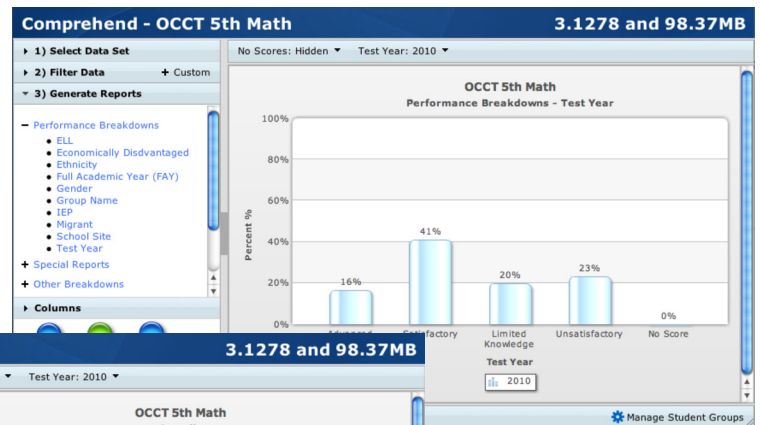 Comprehend - OCCT 5th Math 3.1278 and 98.37MB
1) Select Data Set
2) Filter Data + Custom
3) Generate Reports
− Performance Breakdowns
• ELL
• Economically Disdvantaged
• Ethnicity
• Full Academic Year (FAY)
• Gender
• Group Name
• IEP
• Migrant
• School Site
• Test Year
+ Special Reports
+ Other Breakdowns
Columns
No Scores: Hidden Test Year: 2010
OCCT 5th Math
Performance Breakdowns - Test Year
Percent %
100%
80%
60%
40%
20%
0%
16%
41%
20%
23%
0%
Advanced Satisfactory Limited Knowledge Unsatisfactory No Score
Test Year
2010
Manage Student Groups
3.1278 and 98.37MB
Test Year: 2010
OCCT 5th Math